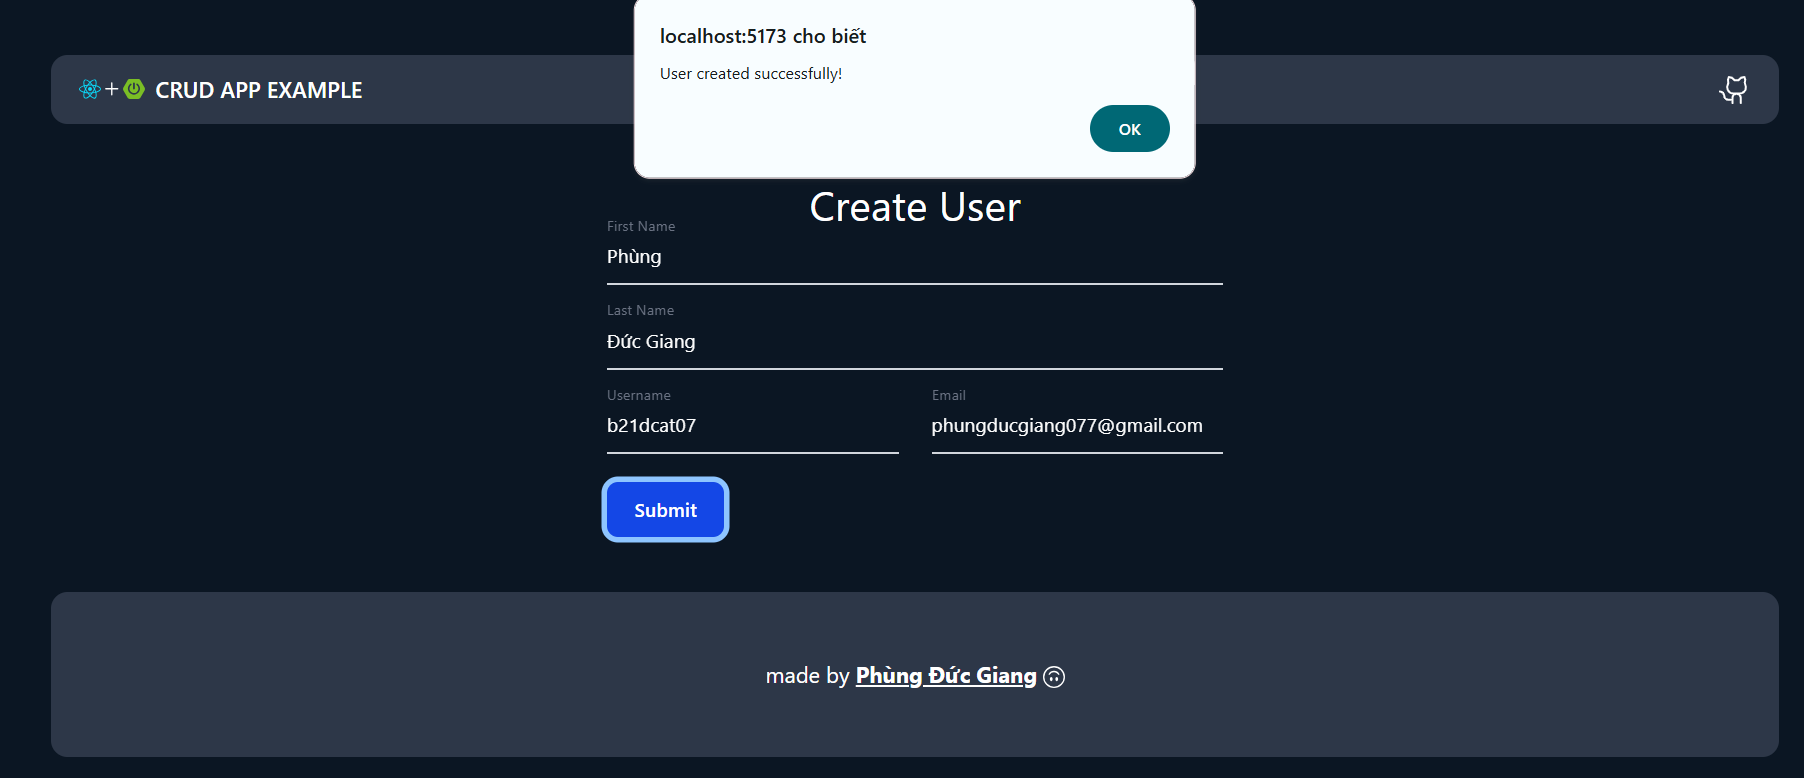 localhost:5173 cho biết
User created successfully!
OK
+ CRUD APP EXAMPLE
Create User
First Name
Phùng
Last Name
Đức Giang
Username
Email
b21dcat07
phungducgiang077@gmail.com
Submit
made by Phùng Đức Giang